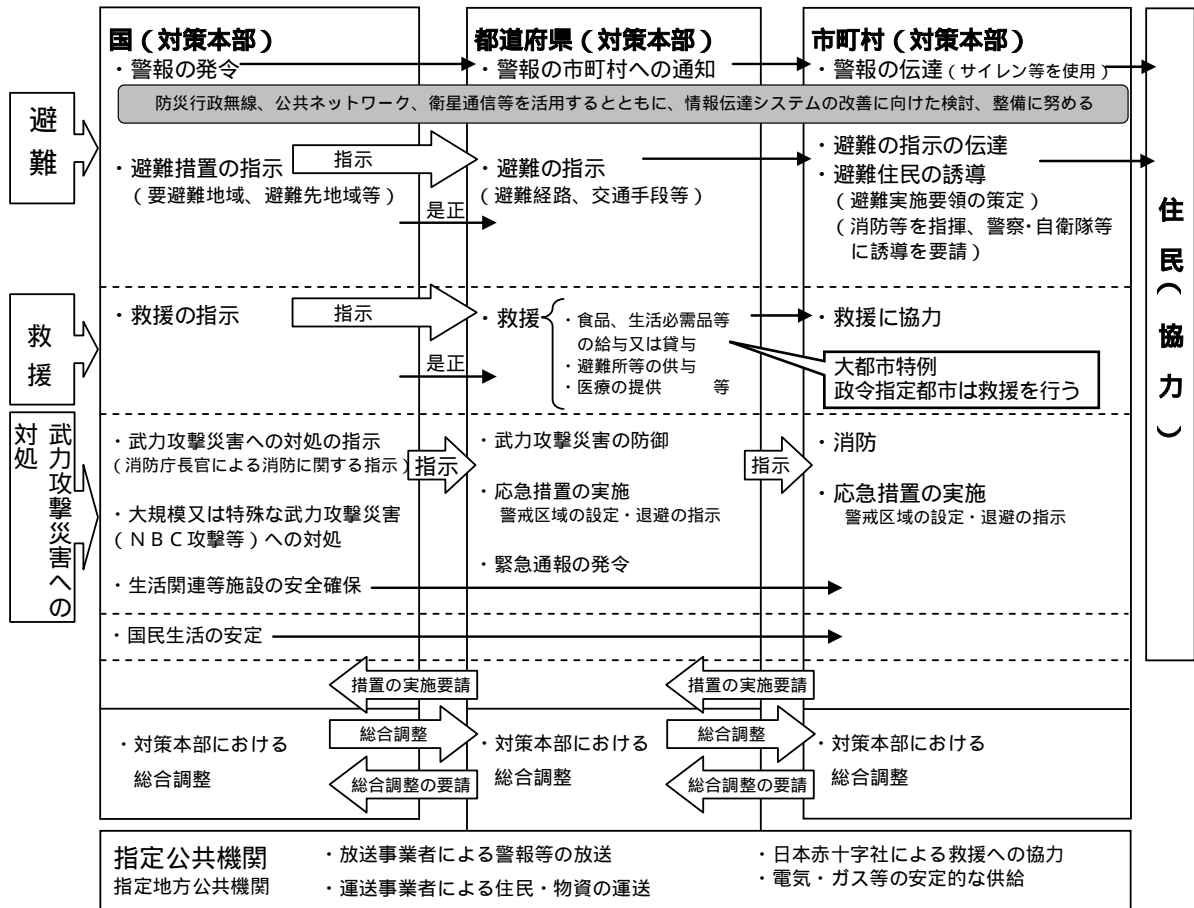 国（対策本部）
都道府県（対策本部）
市町村（対策本部）
・警報の発令
・警報の市町村への通知
・警報の伝達（サイレン等を使用）
防災行政無線、公共ネットワーク、衛星通信等を活用するとともに、情報伝達システムの改善に向けた検討、整備に努める
避難
・避難措置の指示
（要避難地域、避難先地域等）
指示
是正
・避難の指示
（避難経路、交通手段等）
・避難の指示の伝達
・避難住民の誘導
（避難実施要領の策定）
（消防等を指揮、警察・自衛隊等
に誘導を要請）
住民（協力）
救援
・救援の指示
指示
是正
・救援
・食品、生活必需品等
の給与又は貸与
・避難所等の供与
・医療の提供　　等
・救援に協力
大都市特例
政令指定都市は救援を行う
武力攻撃災害への
対処
・武力攻撃災害への対処の指示
（消防庁長官による消防に関する指示）
指示
・武力攻撃災害の防御
指示
・消防
・大規模又は特殊な武力攻撃災害
（ＮＢＣ攻撃等）への対処
・応急措置の実施
警戒区域の設定・退避の指示
・応急措置の実施
警戒区域の設定・退避の指示
・緊急通報の発令
・生活関連等施設の安全確保
・国民生活の安定
措置の実施要請
措置の実施要請
・対策本部における
総合調整
総合調整
総合調整の要請
・対策本部における
総合調整
総合調整
総合調整の要請
・対策本部における
総合調整
指定公共機関
指定地方公共機関
・放送事業者による警報等の放送
・運送事業者による住民・物資の運送
・日本赤十字社による救援への協力
・電気・ガス等の安定的な供給